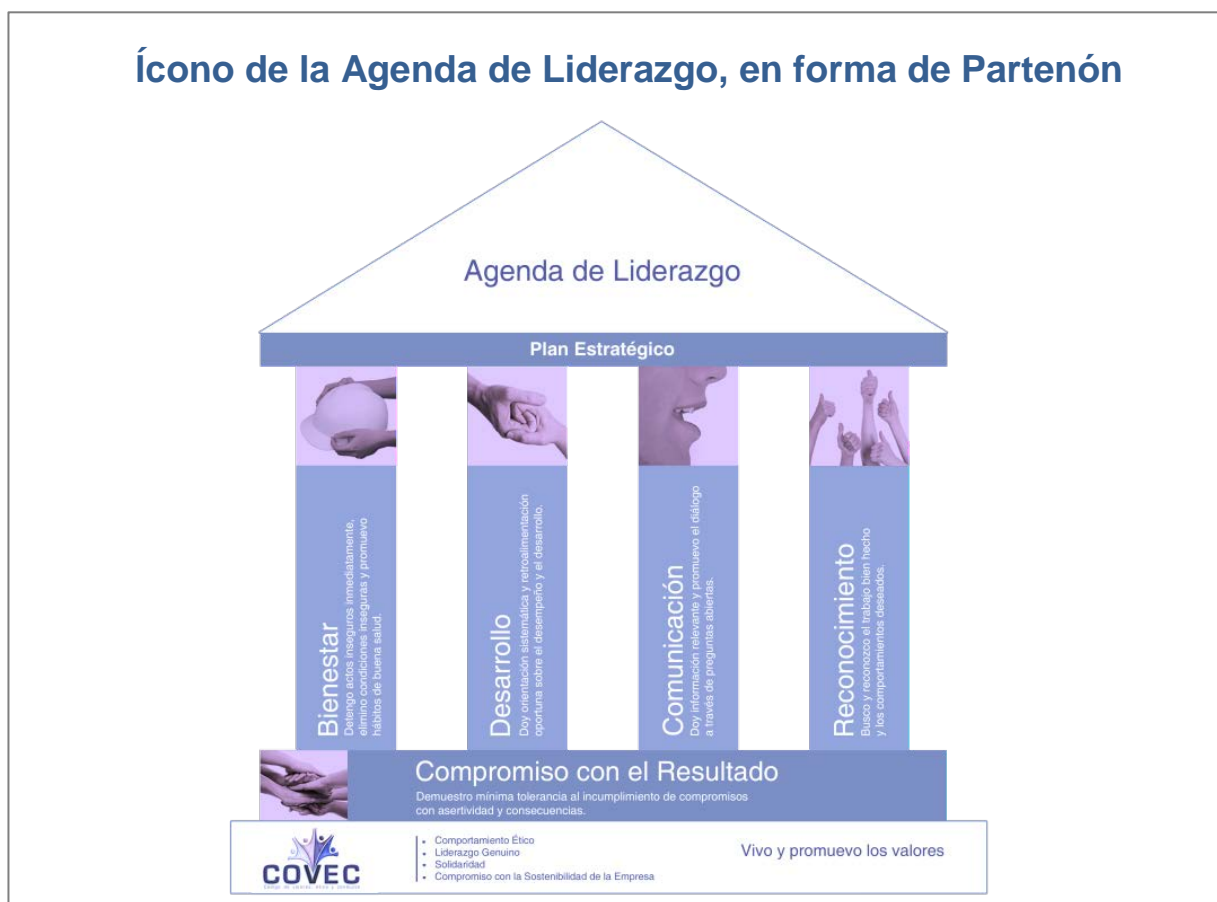 Ícono de la Agenda de Liderazgo, en forma de Partenón
Agenda de Liderazgo
Plan Estratégico
Bienestar
Detengo actos inseguros inmediatamente,
elimino condiciones inseguras y promuevo
hábitos de buena salud.
Desarrollo
Doy orientación sistemática y retroalimentación
oportuna sobre el desempeño y el desarrollo.
Comunicación
Doy información relevante y promuevo el diálogo
a través de preguntas abiertas.
Reconocimiento
Busco y reconozco el trabajo bien hecho
y los comportamientos deseados.
Compromiso con el Resultado
Demuestro mínima tolerancia al incumplimiento de compromisos
con asertividad y consecuencias.
COVEC
• Comportamiento Ético
• Liderazgo Genuino
• Solidaridad
• Compromiso con la Sostenibilidad de la Empresa
Vivo y promuevo los valores